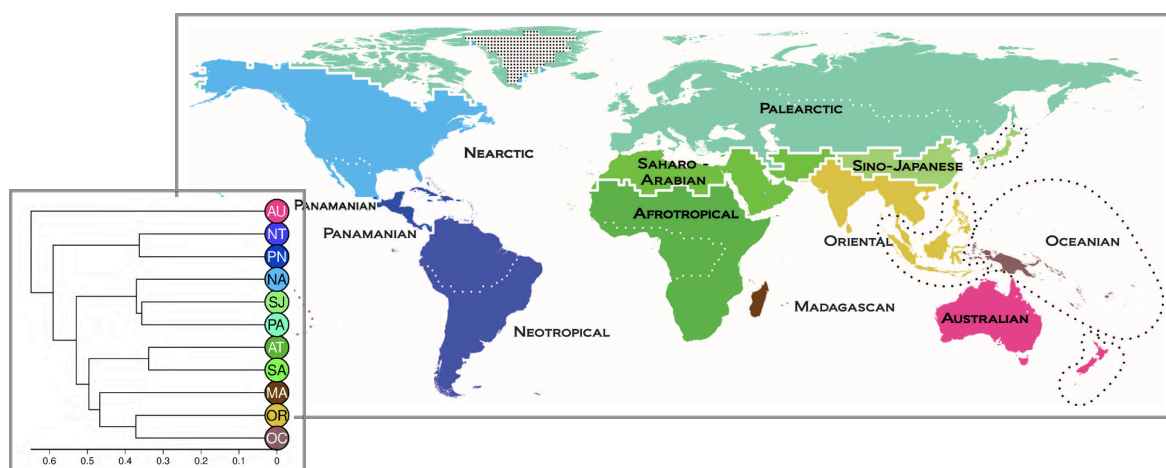 PALEARCTIC
NEARCTIC
SAHARO -
ARABIAN
SINO-JAPANESE
PANAMANIAN
PANAMANIAN
AFROTROPICAL
ORIENTAL
OCEANIAN
MADAGASCAN
NEOTROPICAL
AUSTRALIAN
AU
NT
PN
NA
SJ
PA
AT
SA
MA
OR
OC
0.6 0.5 0.4 0.3 0.2 0.1 0